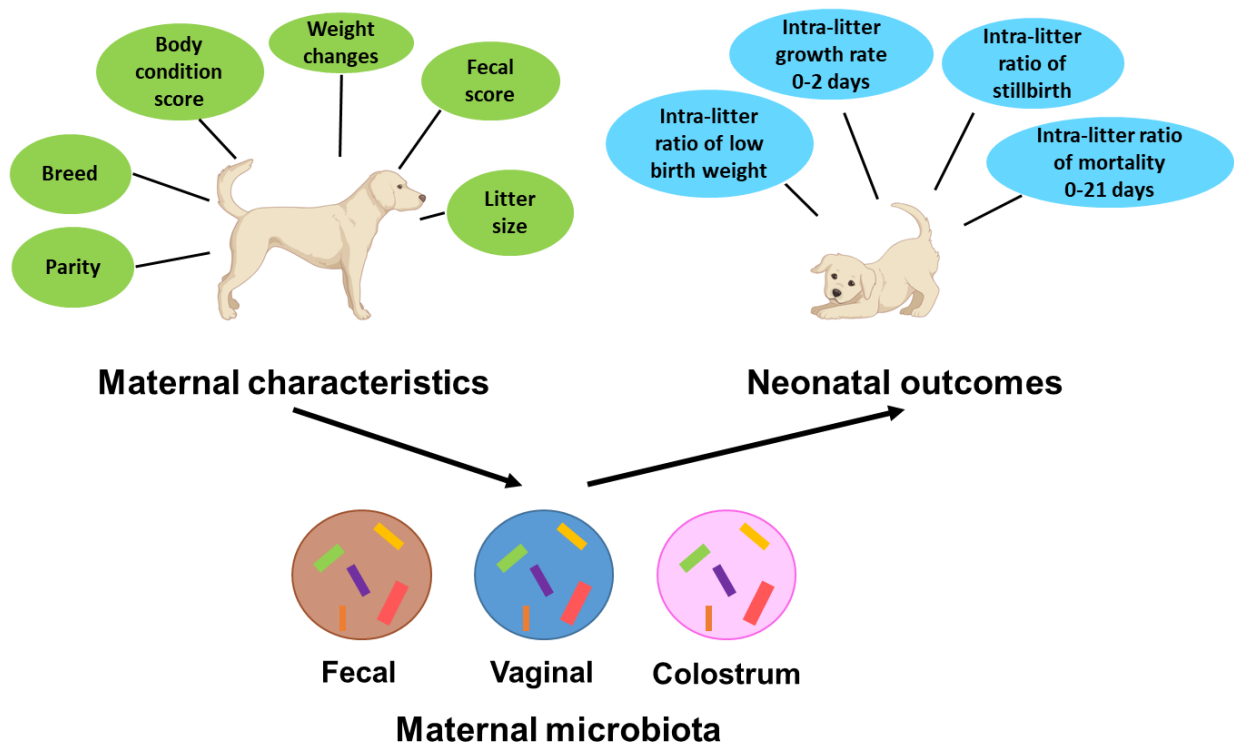 Body
condition
score
Weight
changes
Fecal
score
Breed
Litter
size
Parity
Intra-litter
ratio of low
birth weight
Intra-litter
growth rate
0-2 days
Intra-litter
ratio of
stillbirth
Intra-litter ratio
of mortality
0-21 days
Maternal characteristics
Neonatal outcomes
Fecal
Vaginal
Colostrum
Maternal microbiota